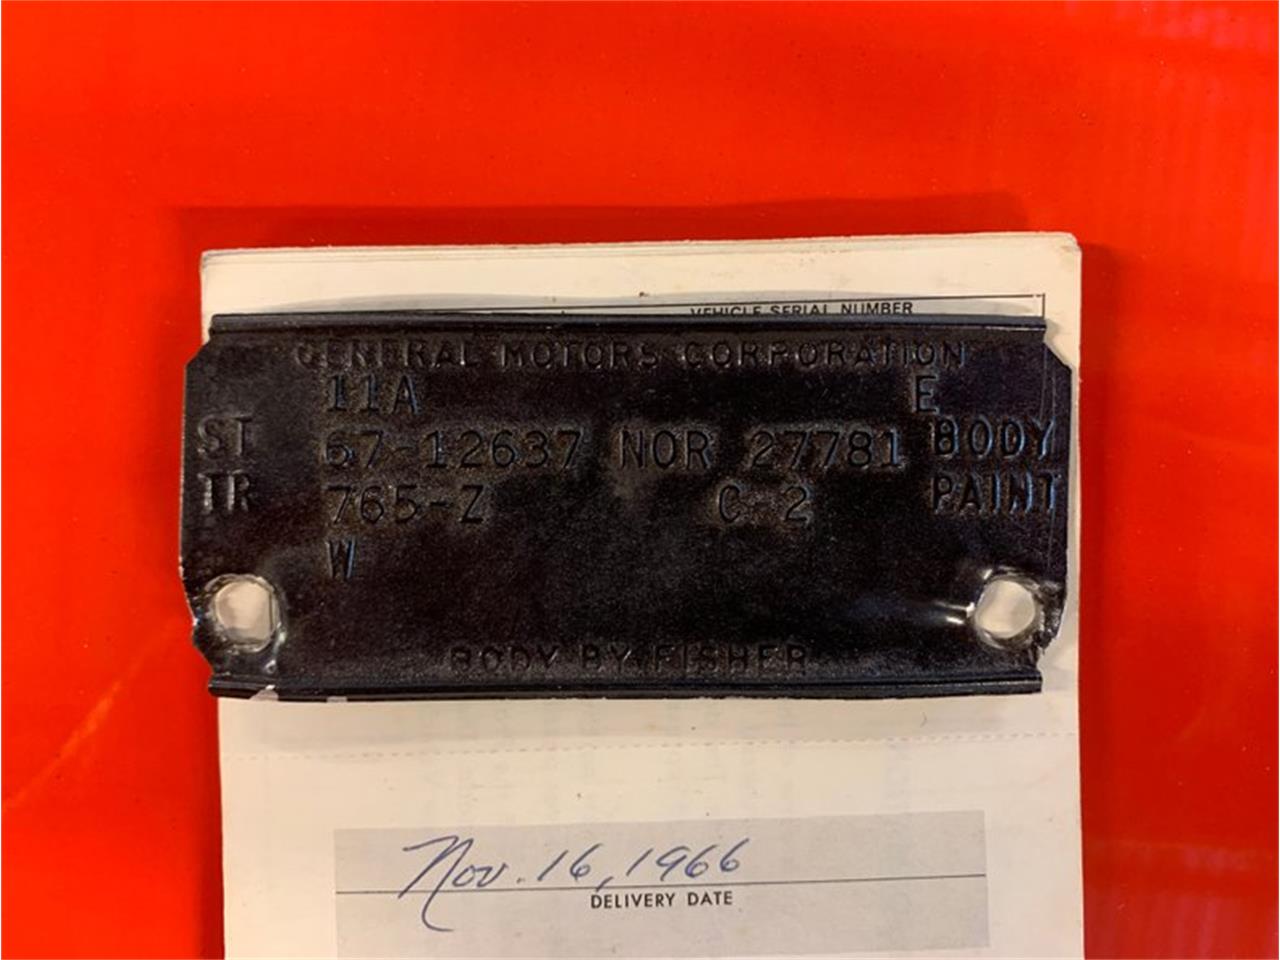 VEHICLE SERIAL NUMBER
GENERAL MOTORS CORPORATION
11A E
ST 67-12637 NOR 27781 BODY
TR 765-Z C-2 PAINT
W
BODY BY FISHER
Nov. 16, 1966
DELIVERY DATE